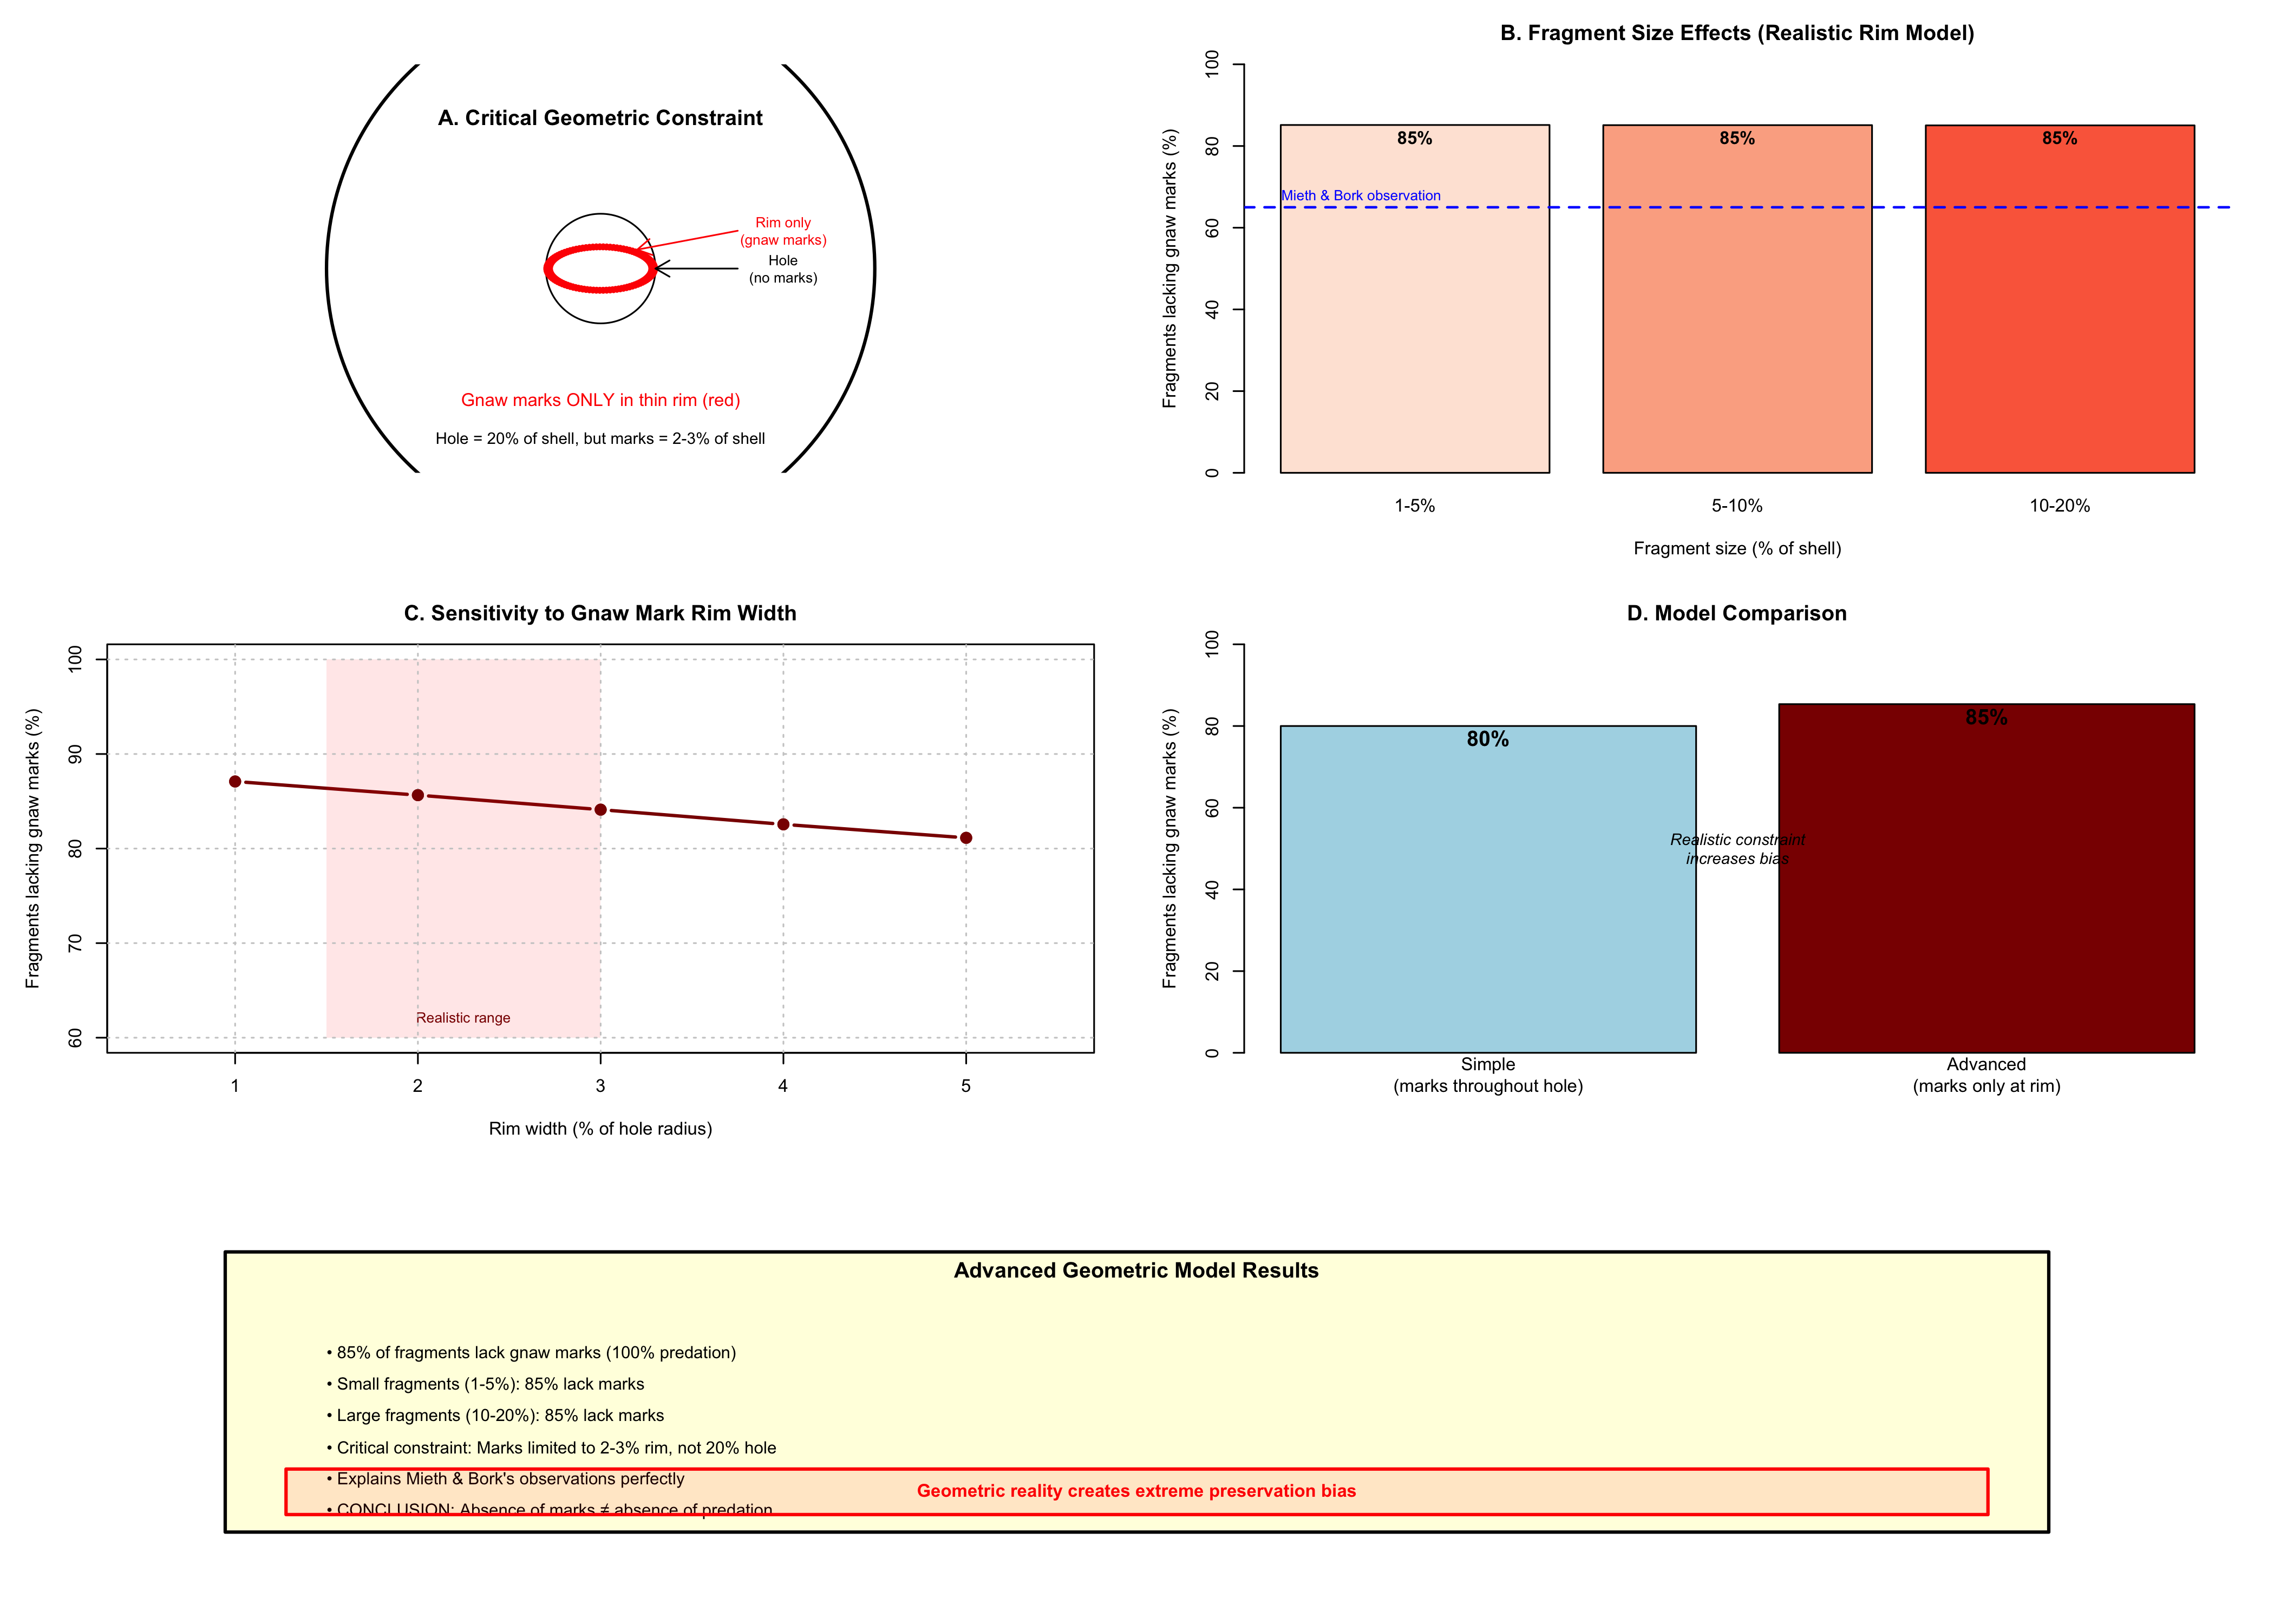 A. Critical Geometric Constraint
Rim only
(gnaw marks)
Hole
(no marks)
Gnaw marks ONLY in thin rim (red)
Hole = 20% of shell, but marks = 2-3% of shell
B. Fragment Size Effects (Realistic Rim Model)
Fragments lacking gnaw marks (%)
100
80
60
40
20
0
85%
85%
85%
Mieth & Bork observation
1-5%
5-10%
10-20%
Fragment size (% of shell)
C. Sensitivity to Gnaw Mark Rim Width
Fragments lacking gnaw marks (%)
100
90
80
70
60
Realistic range
1
2
3
4
5
Rim width (% of hole radius)
D. Model Comparison
Fragments lacking gnaw marks (%)
100
80
60
40
20
0
80%
85%
Realistic constraint
increases bias
Simple
(marks throughout hole)
Advanced
(marks only at rim)
Advanced Geometric Model Results
• 85% of fragments lack gnaw marks (100% predation)
• Small fragments (1-5%): 85% lack marks
• Large fragments (10-20%): 85% lack marks
• Critical constraint: Marks limited to 2-3% rim, not 20% hole
• Explains Mieth & Bork's observations perfectly
Geometric reality creates extreme preservation bias
• CONCLUSION: Absence of marks ≠ absence of predation